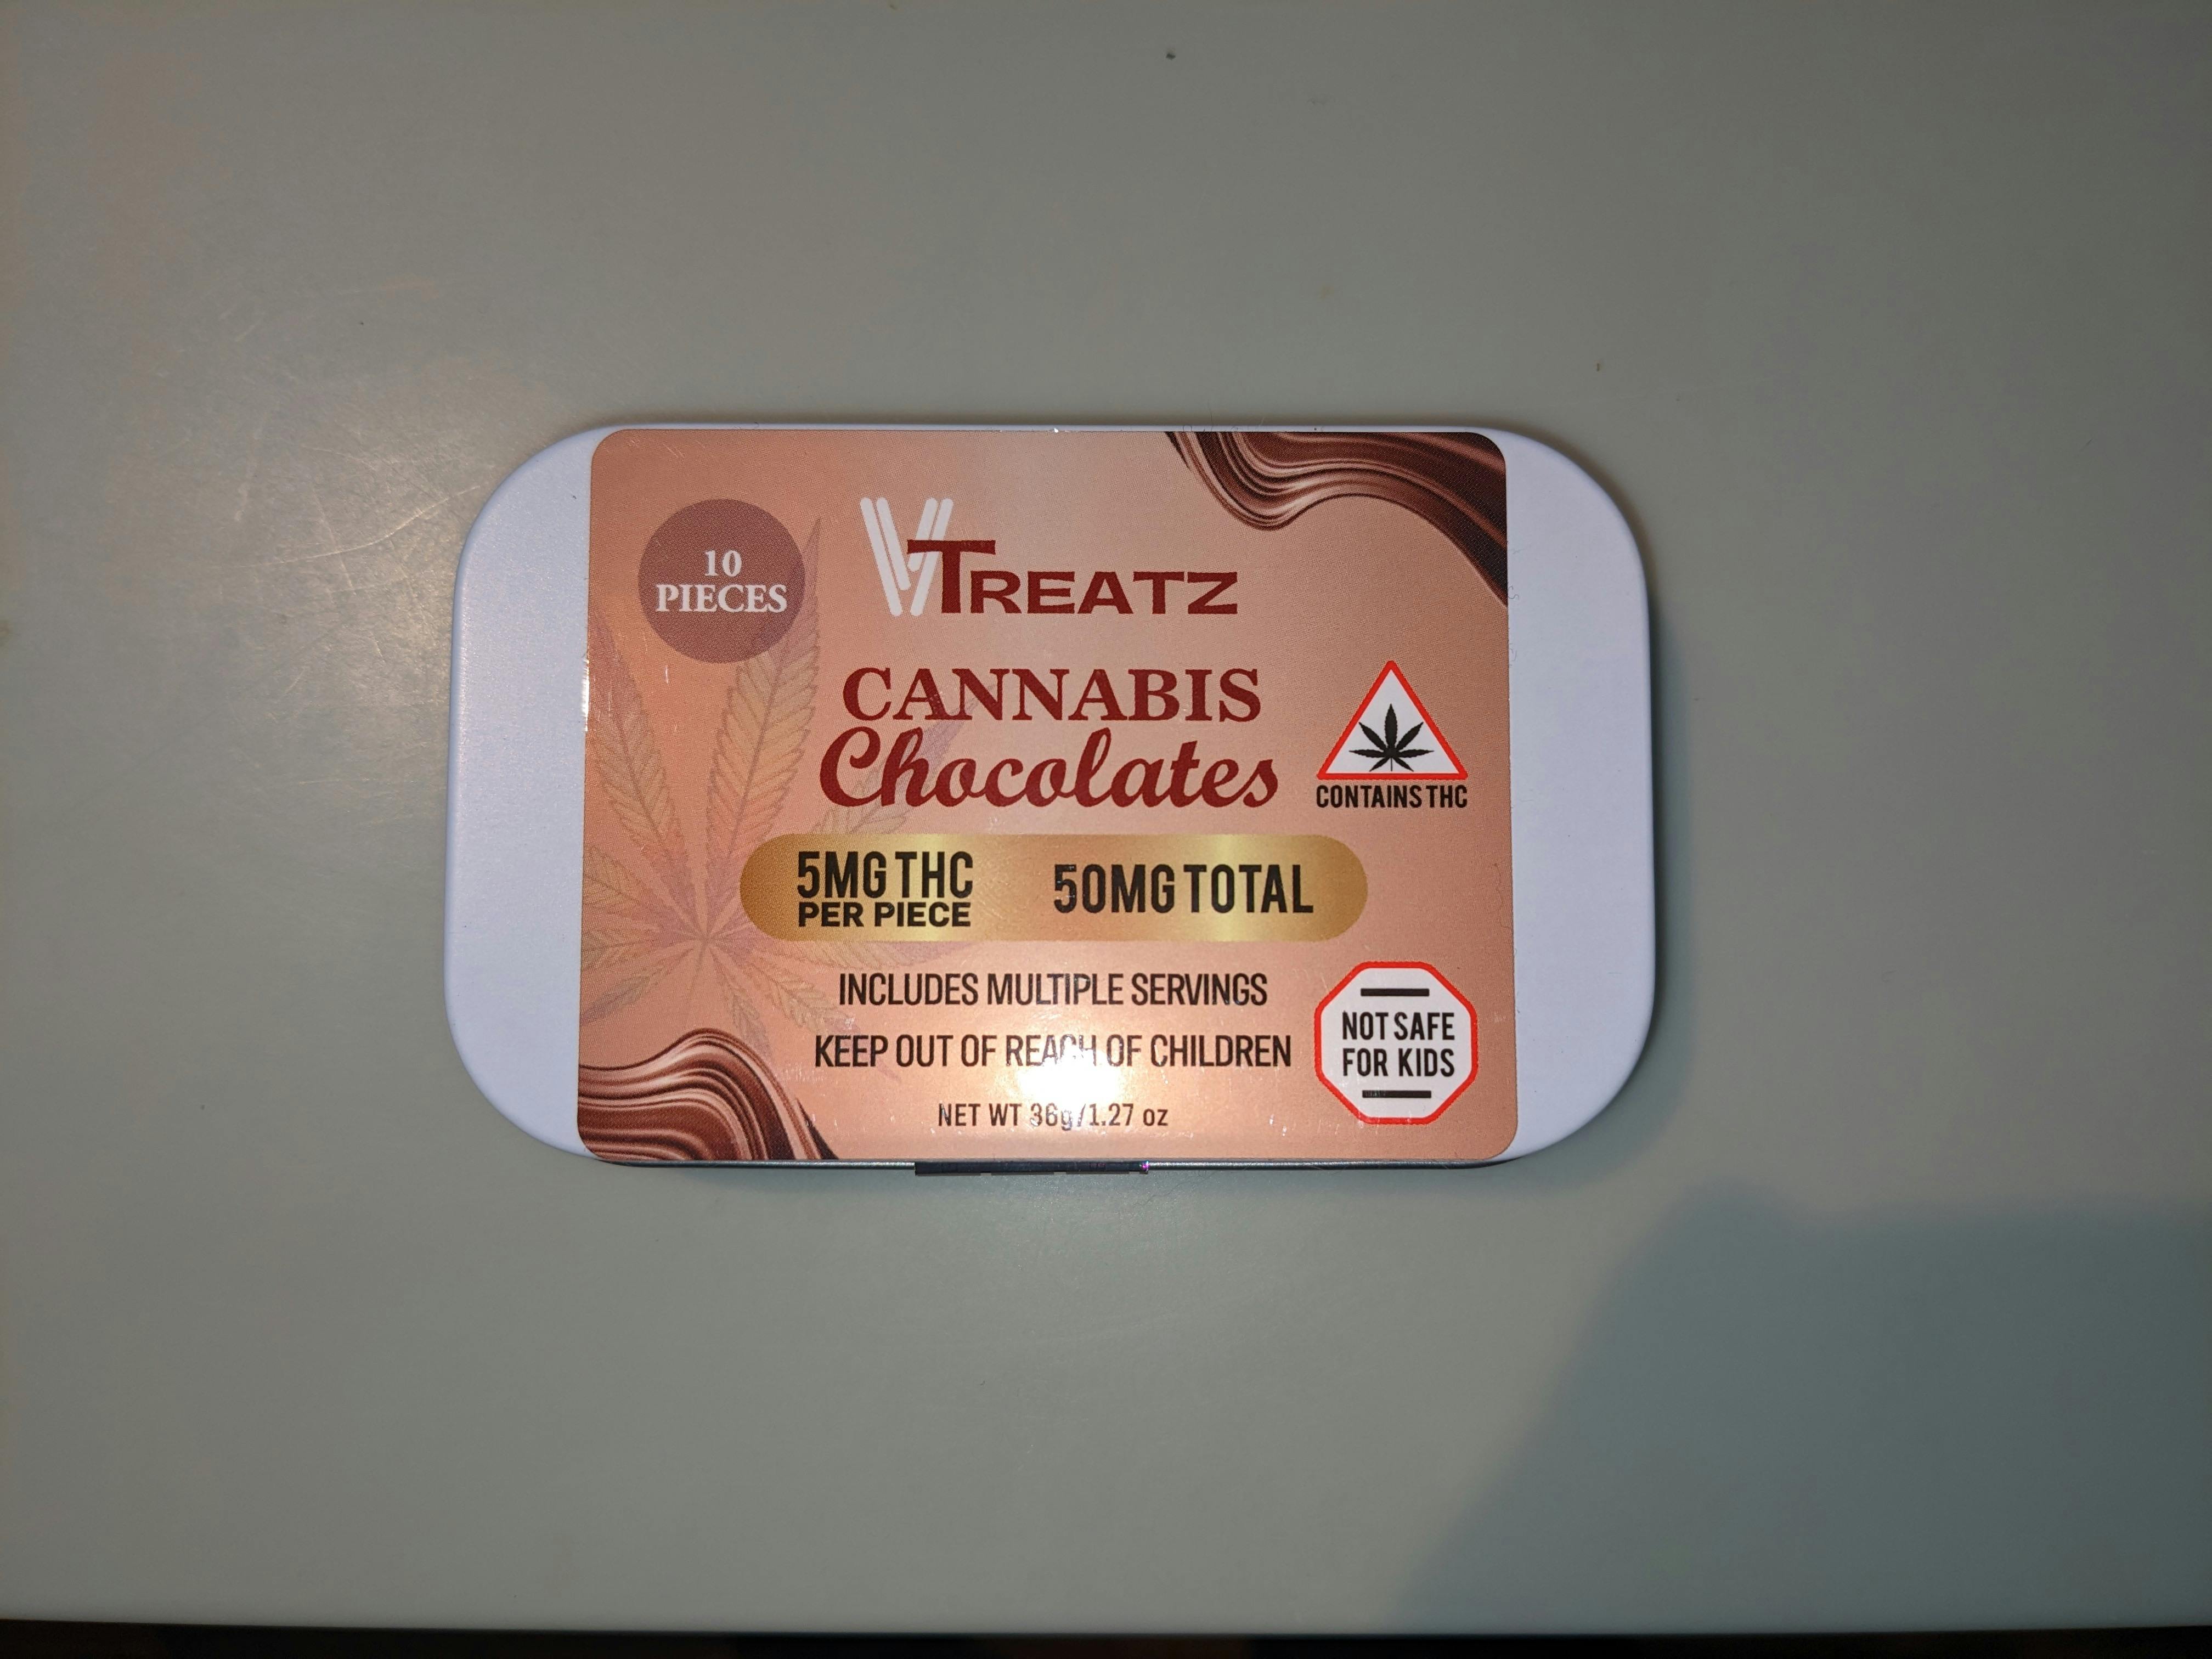 10
PIECES
VTREATZ
CANNABIS
Chocolates
CONTAINS THC
5MG THC
PER PIECE
50MG TOTAL
INCLUDES MULTIPLE SERVINGS
KEEP OUT OF REACH OF CHILDREN
NET WT 36g/1.27 oz
NOT SAFE
FOR KIDS